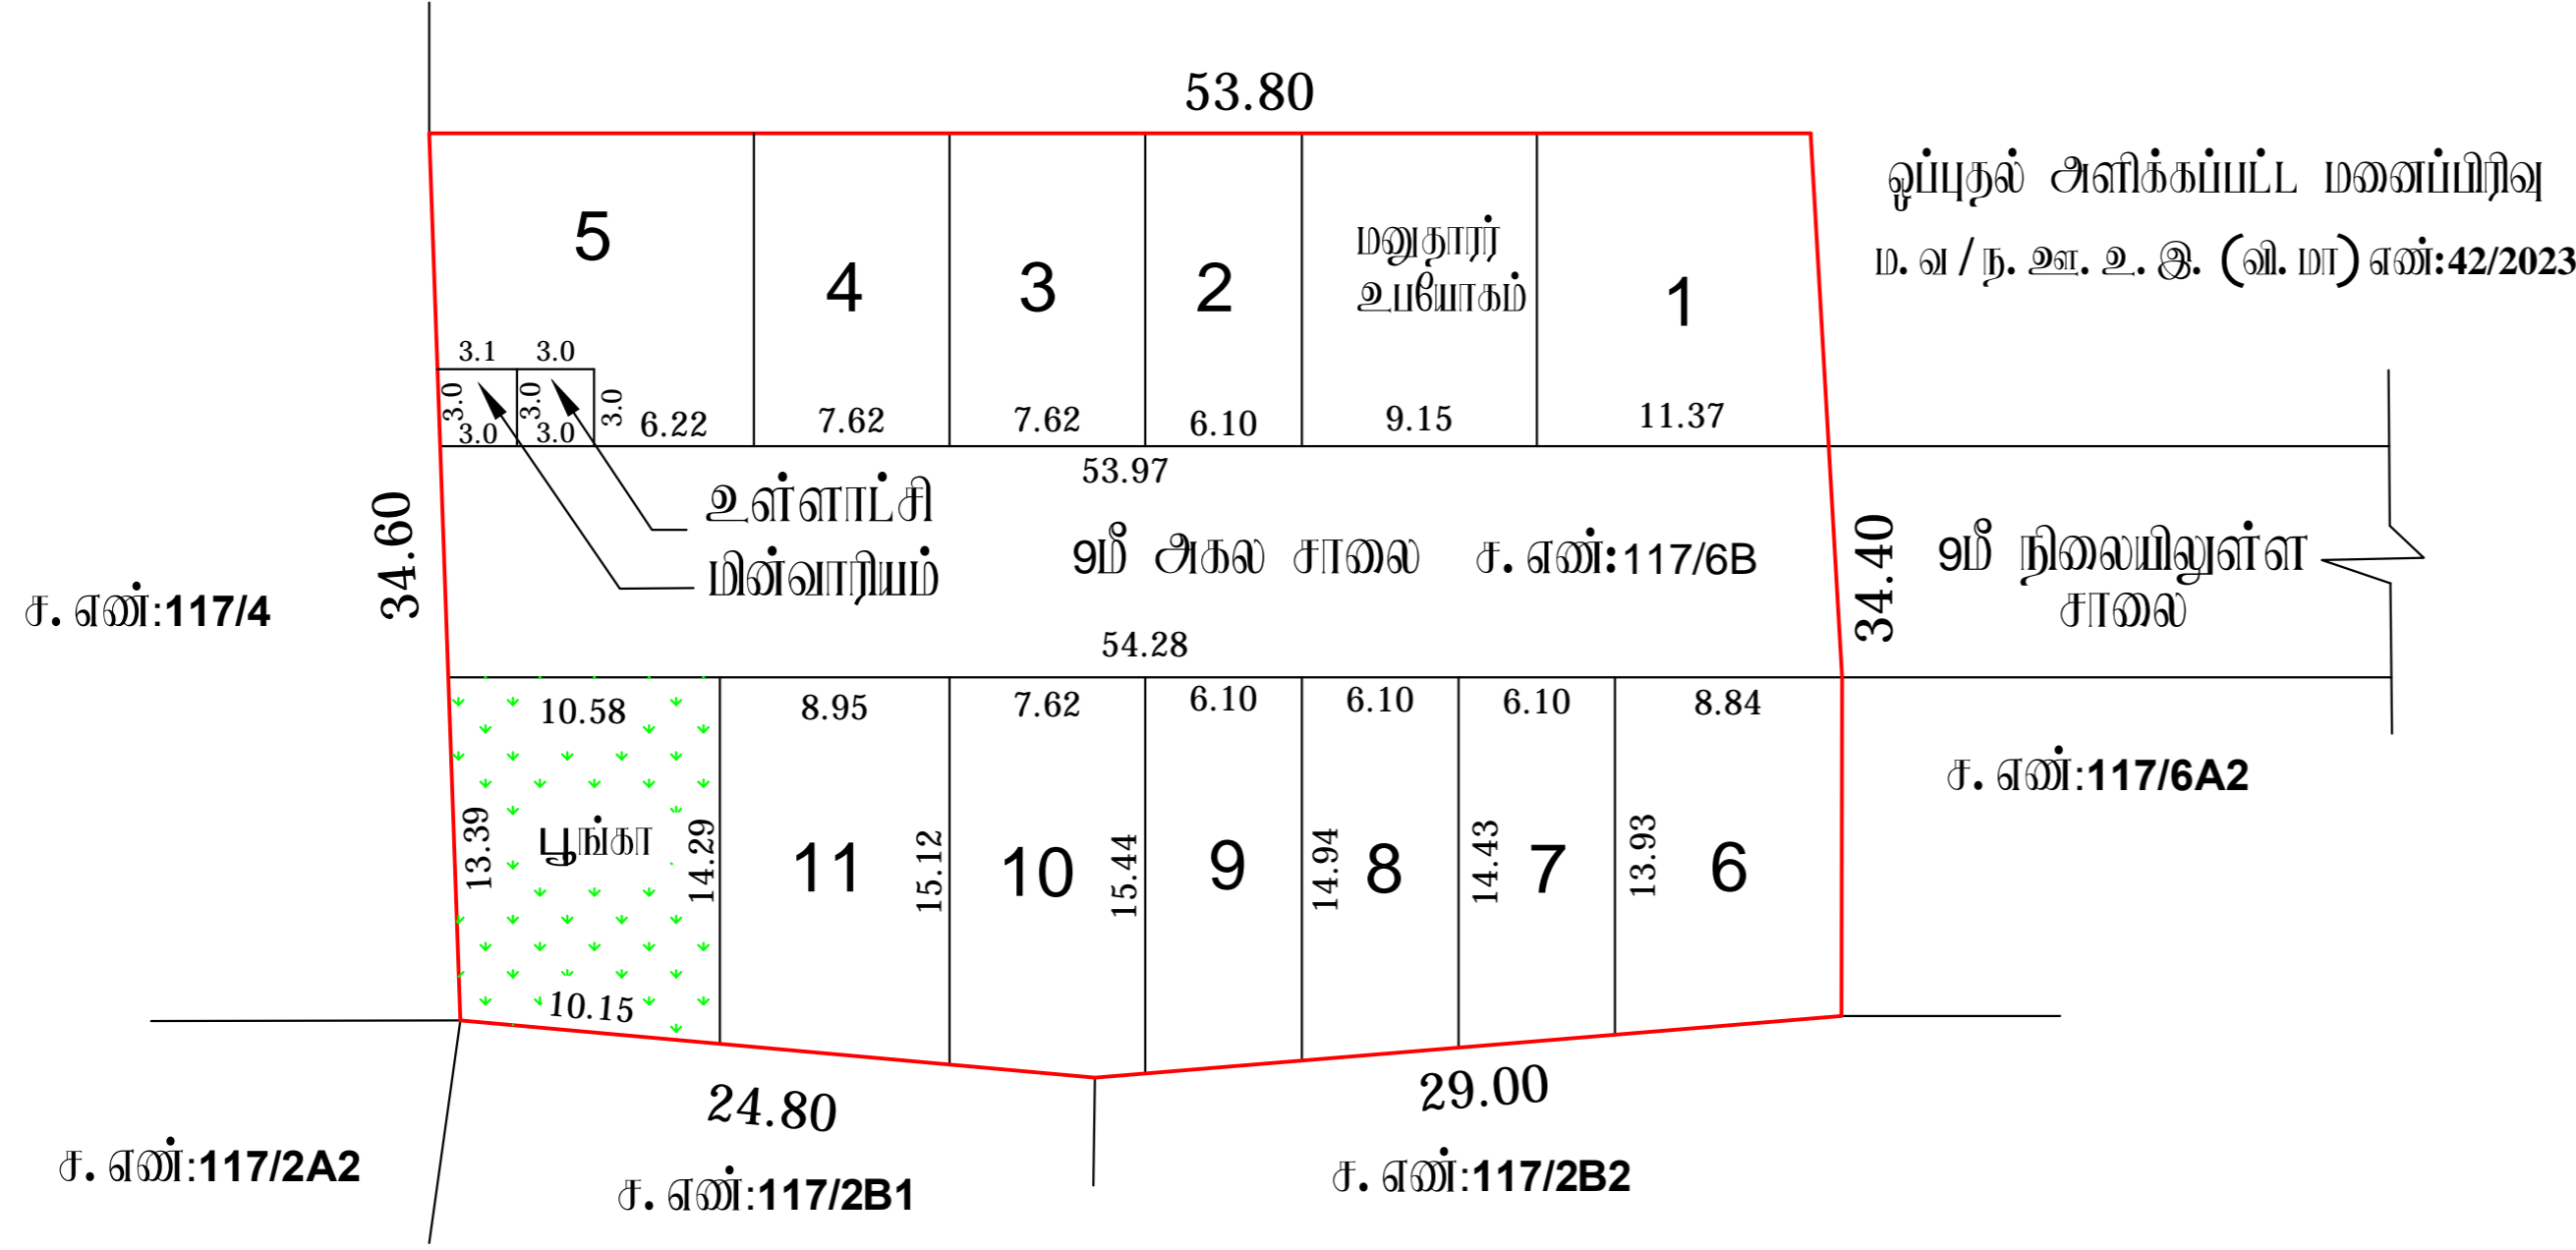 53.80
ஒப்புதல் அளிக்கப்பட்ட மனைப்பிரிவு
ம. வ / ந. ஊ. உ. இ. (வி. மா) எண்:42/2023
5
4
3
2
மனுதாரர்
உபயோகம்
1
3.1 3.0
3.0 3.0 3.0
3.0 3.0
6.22 7.62 7.62 6.10 9.15 11.37
53.97
உள்ளாட்சி
மின்வாரியம்
9மீ அகல சாலை ச. எண்:117/6B
9மீ நிலையிலுள்ள
சாலை
34.60
34.40
ச. எண்:117/4
54.28
10.58 8.95 7.62 6.10 6.10 6.10 8.84
ச. எண்:117/6A2
13.39 பூங்கா 14.29 11 15.12 10 15.44 9 14.94 8 14.43 7 13.93 6
10.15
24.80
29.00
ச. எண்:117/2A2
ச. எண்:117/2B1
ச. எண்:117/2B2